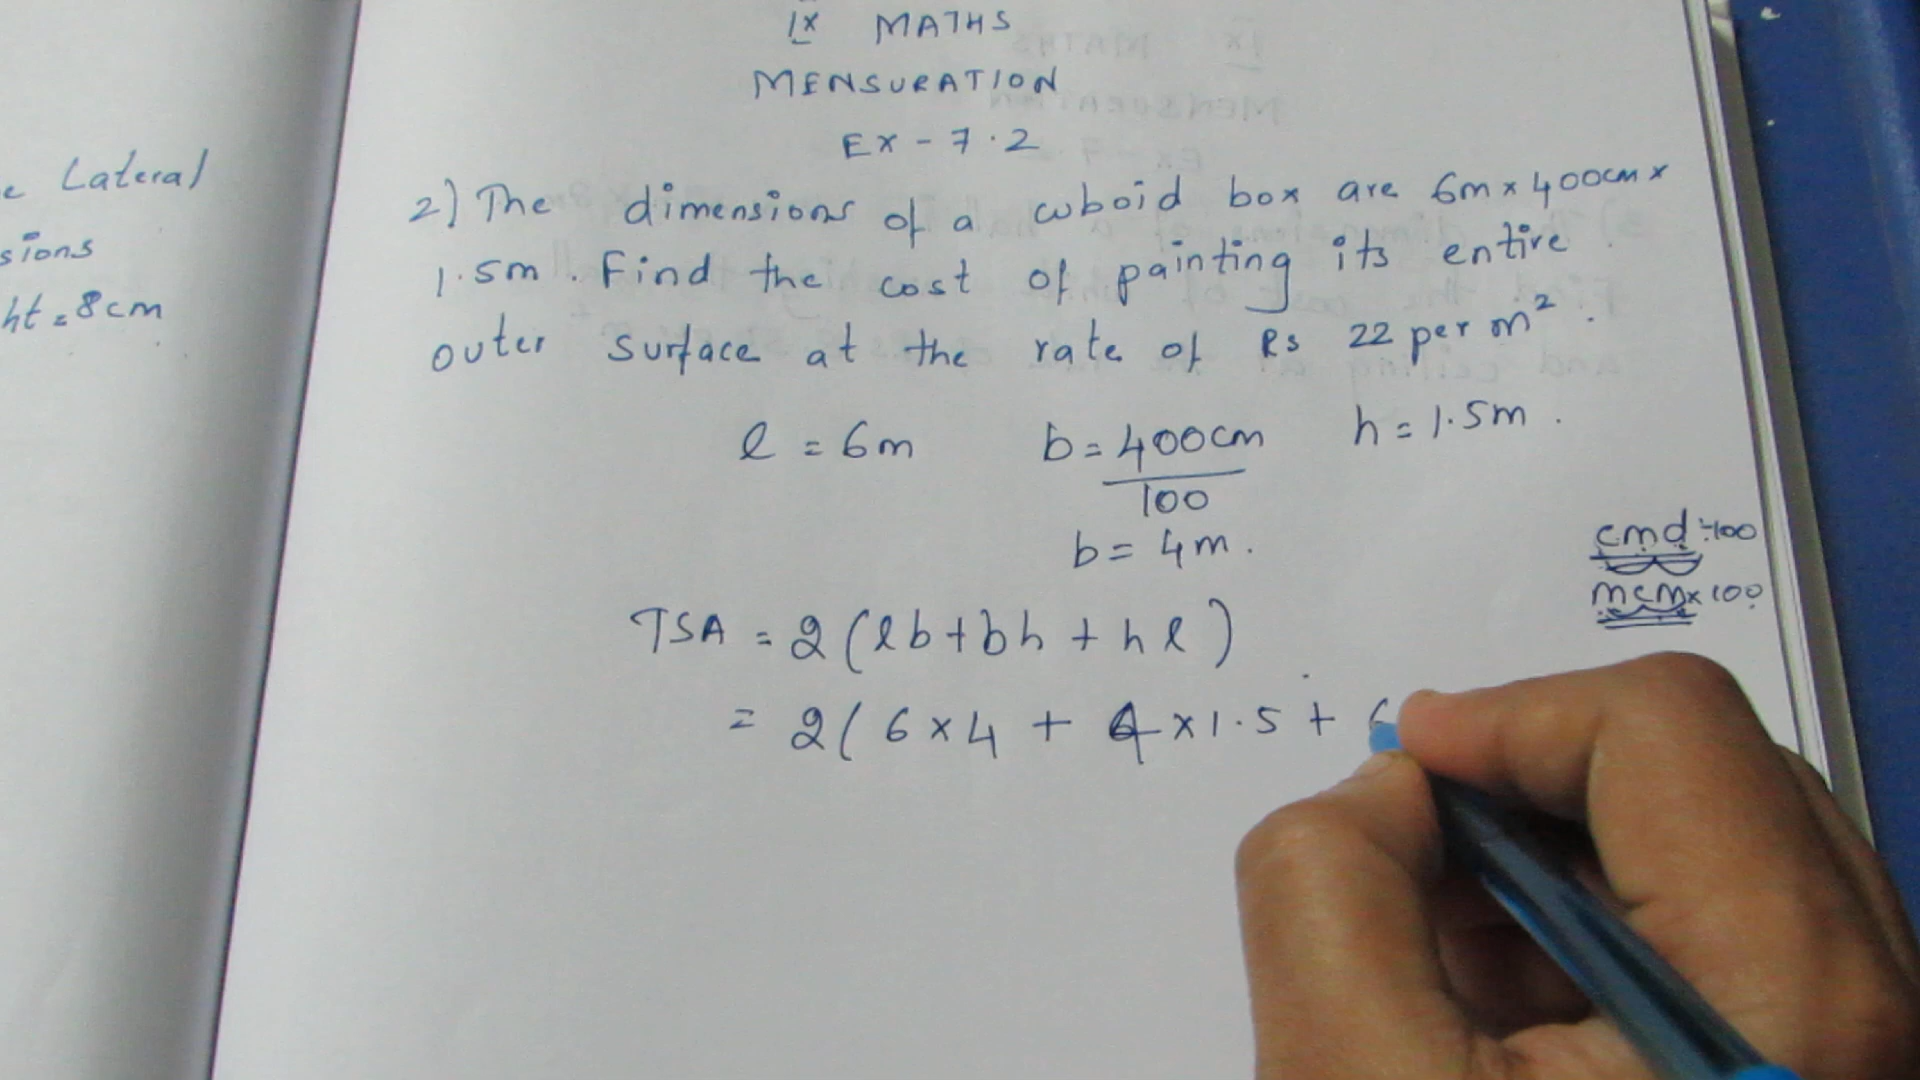 e Lateral
sions
ht = 8cm
IX MATHS
MENSURATION
EX - 7.2
2) The dimensions of a cuboid box are 6m x 400cm x
1.5m. Find the cost of painting its entire
outer surface at the rate of Rs 22 per m².
l = 6m b = 400cm h = 1.5m.
100
b = 4m.
cmd ÷100
mcm x 100
TSA = 2(lb+bh+hl)
= 2(6×4 + 4×1.5 + 6